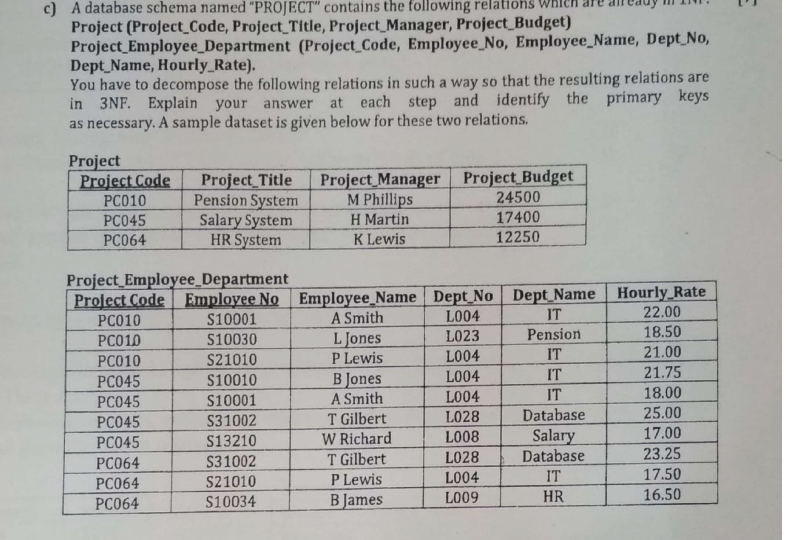 c) A database schema named "PROJECT" contains the following relations which are already in 1NF.
Project (Project_Code, Project_Title, Project_Manager, Project_Budget)
Project_Employee_Department (Project_Code, Employee_No, Employee_Name, Dept_No,
Dept_Name, Hourly_Rate).
You have to decompose the following relations in such a way so that the resulting relations are
in 3NF. Explain your answer at each step and identify the primary keys
as necessary. A sample dataset is given below for these two relations.
Project
Project Code Project_Title Project_Manager Project_Budget
PC010 Pension System M Phillips 24500
PC045 Salary System H Martin 17400
PC064 HR System K Lewis 12250
Project_Employee_Department
Project Code Employee No Employee_Name Dept_No Dept_Name Hourly_Rate
PC010 S10001 A Smith L004 IT 22.00
PC010 S10030 L Jones L023 Pension 18.50
PC010 S21010 P Lewis L004 IT 21.00
PC045 S10010 B Jones L004 IT 21.75
PC045 S10001 A Smith L004 IT 18.00
PC045 S31002 T Gilbert L028 Database 25.00
PC045 S13210 W Richard L008 Salary 17.00
PC064 S31002 T Gilbert L028 Database 23.25
PC064 S21010 P Lewis L004 IT 17.50
PC064 S10034 B James L009 HR 16.50